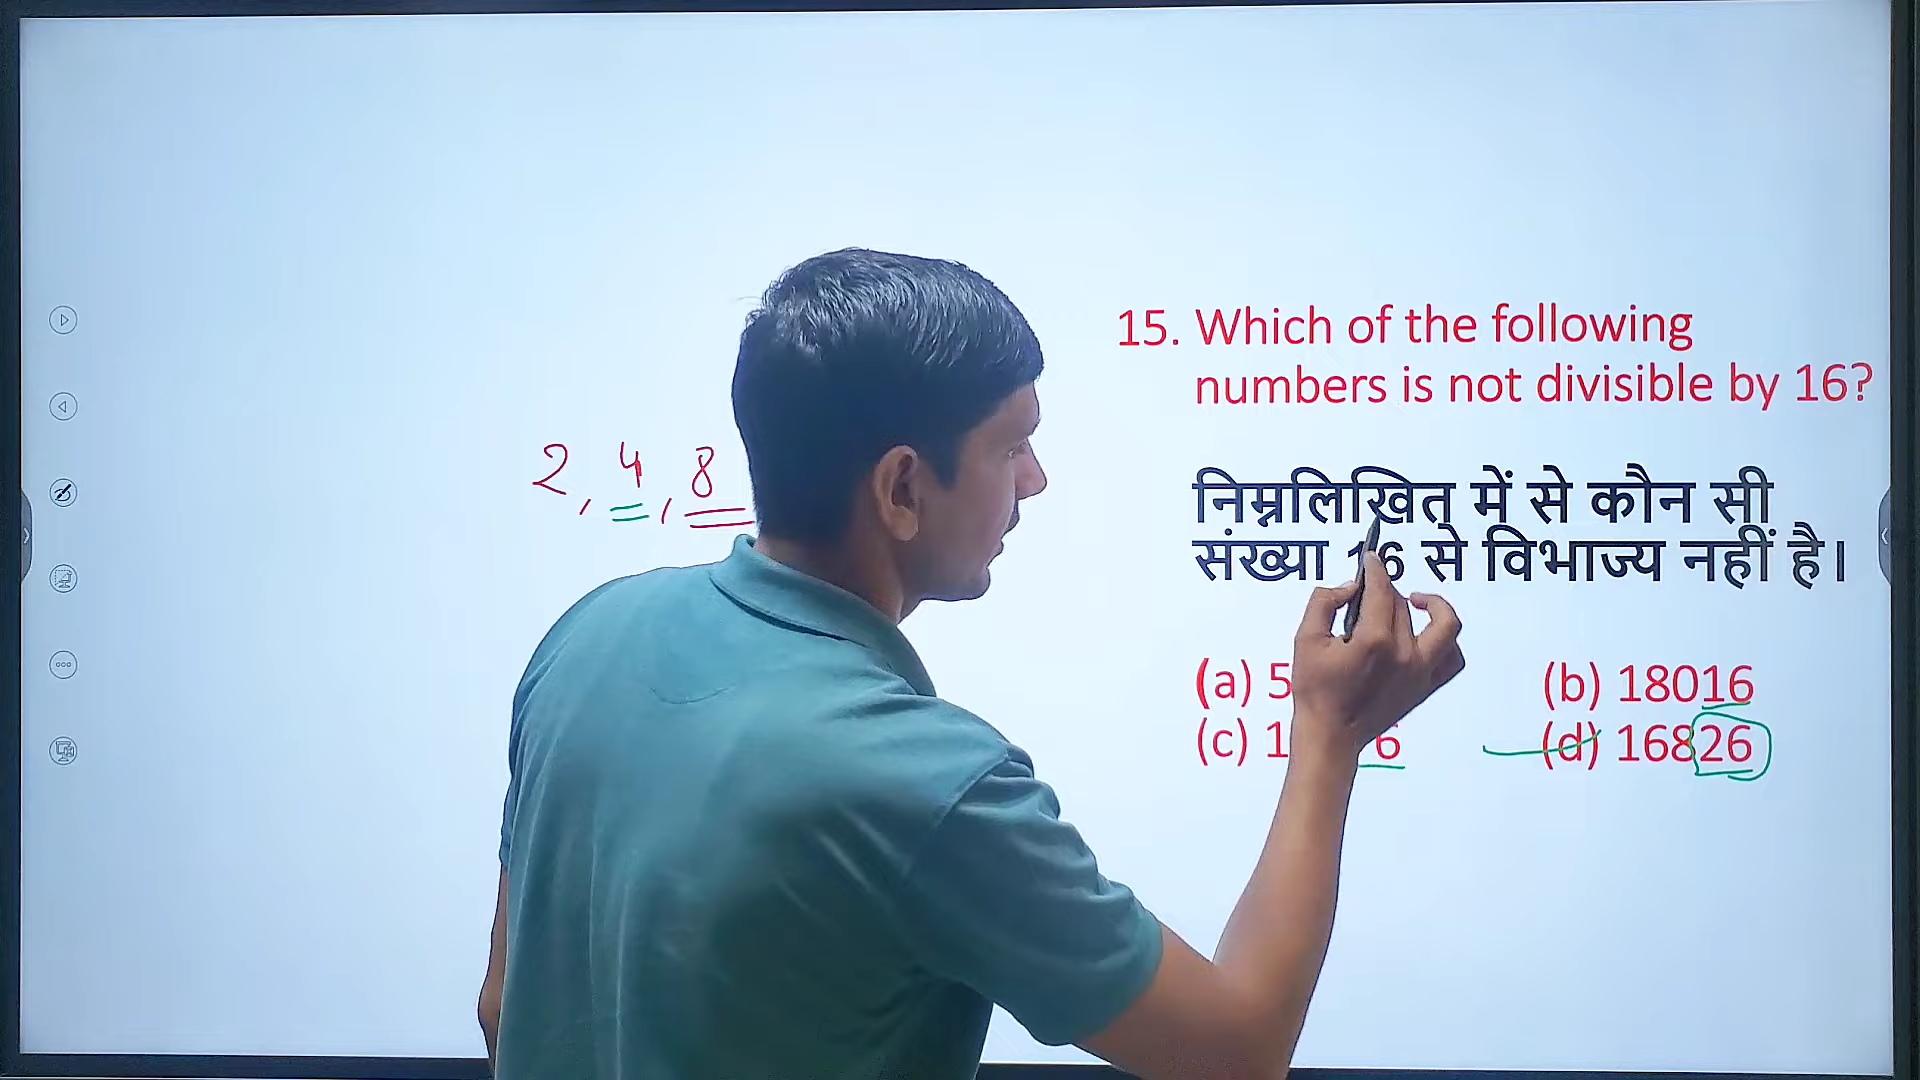 2, 4, 8
15. Which of the following
numbers is not divisible by 16?
निम्नलिखित में से कौन सी
संख्या 16 से विभाज्य नहीं है।
(a) 5
(b) 18016
(c) 1 6
(d) 16826